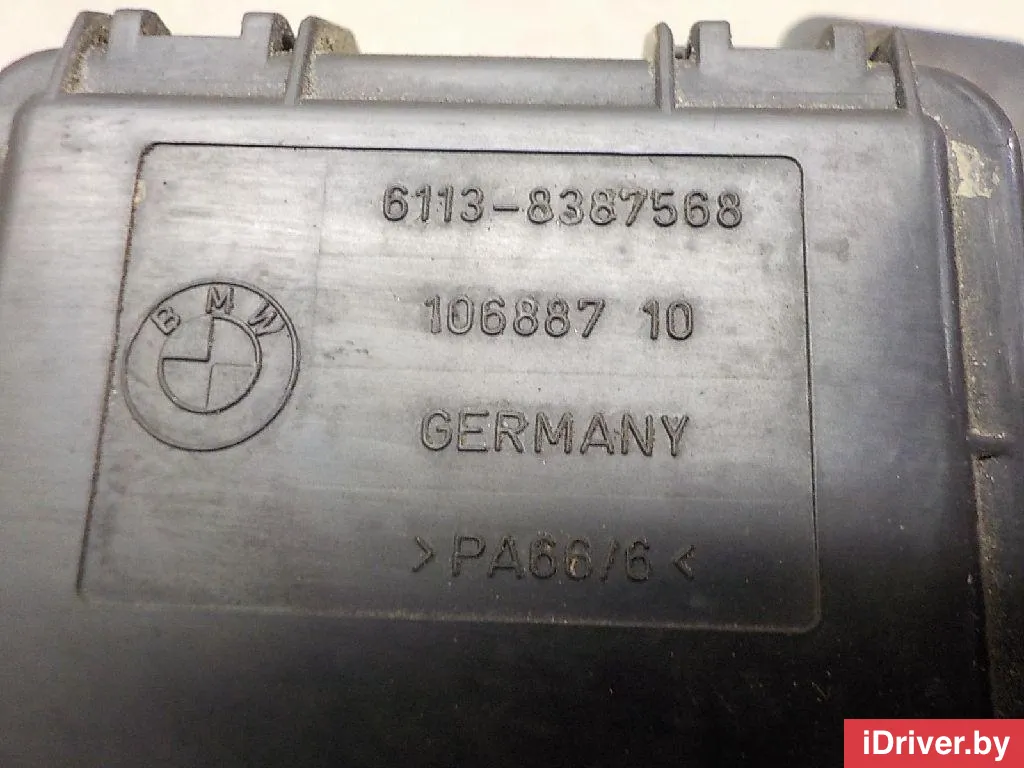 6113-8387568
BMW
106887 10
GERMANY
>PA66/6<
iDriver.by